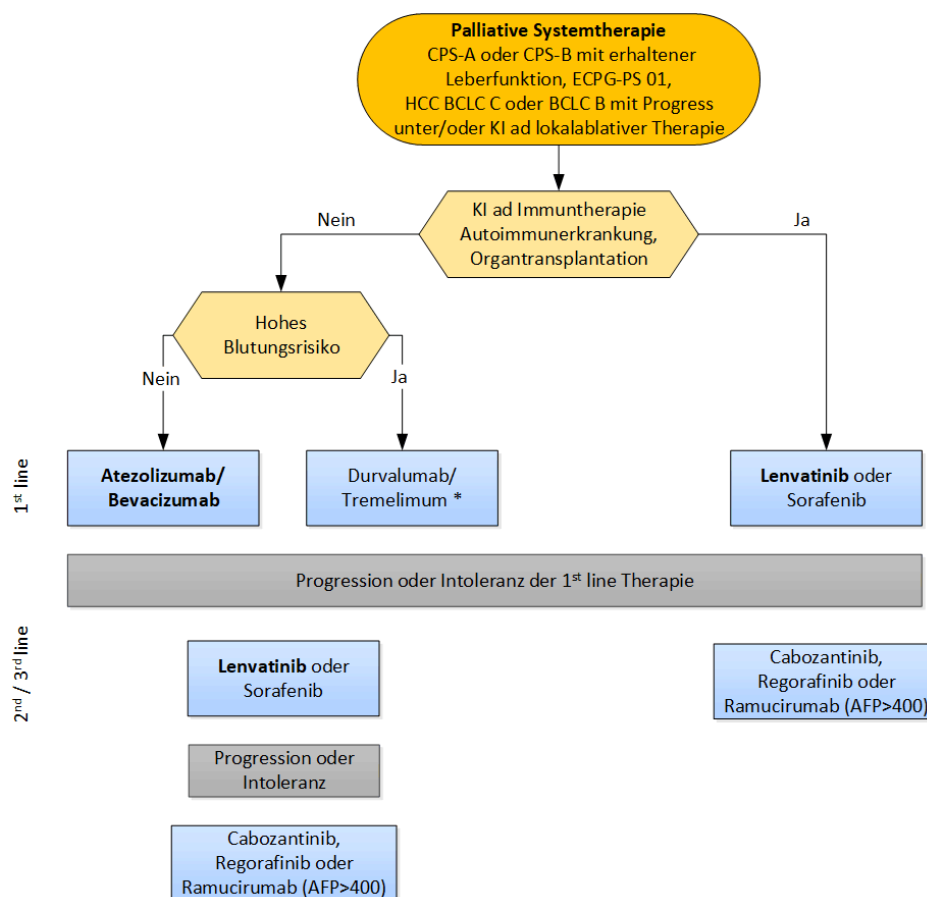 Palliative Systemtherapie
CPS-A oder CPS-B mit erhaltener
Leberfunktion, ECPG-PS 01,
HCC BCLC C oder BCLC B mit Progress
unter/oder KI ad lokalablativer Therapie
Nein
KI ad Immuntherapie
Autoimmunerkrankung,
Organtransplantation
Ja
Hohes
Blutungsrisiko
Nein
Ja
1st line
Atezolizumab/
Bevacizumab
Durvalumab/
Tremelimum *
Lenvatinib oder
Sorafenib
Progression oder Intoleranz der 1st line Therapie
2nd / 3rd line
Lenvatinib oder
Sorafenib
Cabozantinib,
Regorafinib oder
Ramucirumab (AFP>400)
Progression oder
Intoleranz
Cabozantinib,
Regorafinib oder
Ramucirumab (AFP>400)